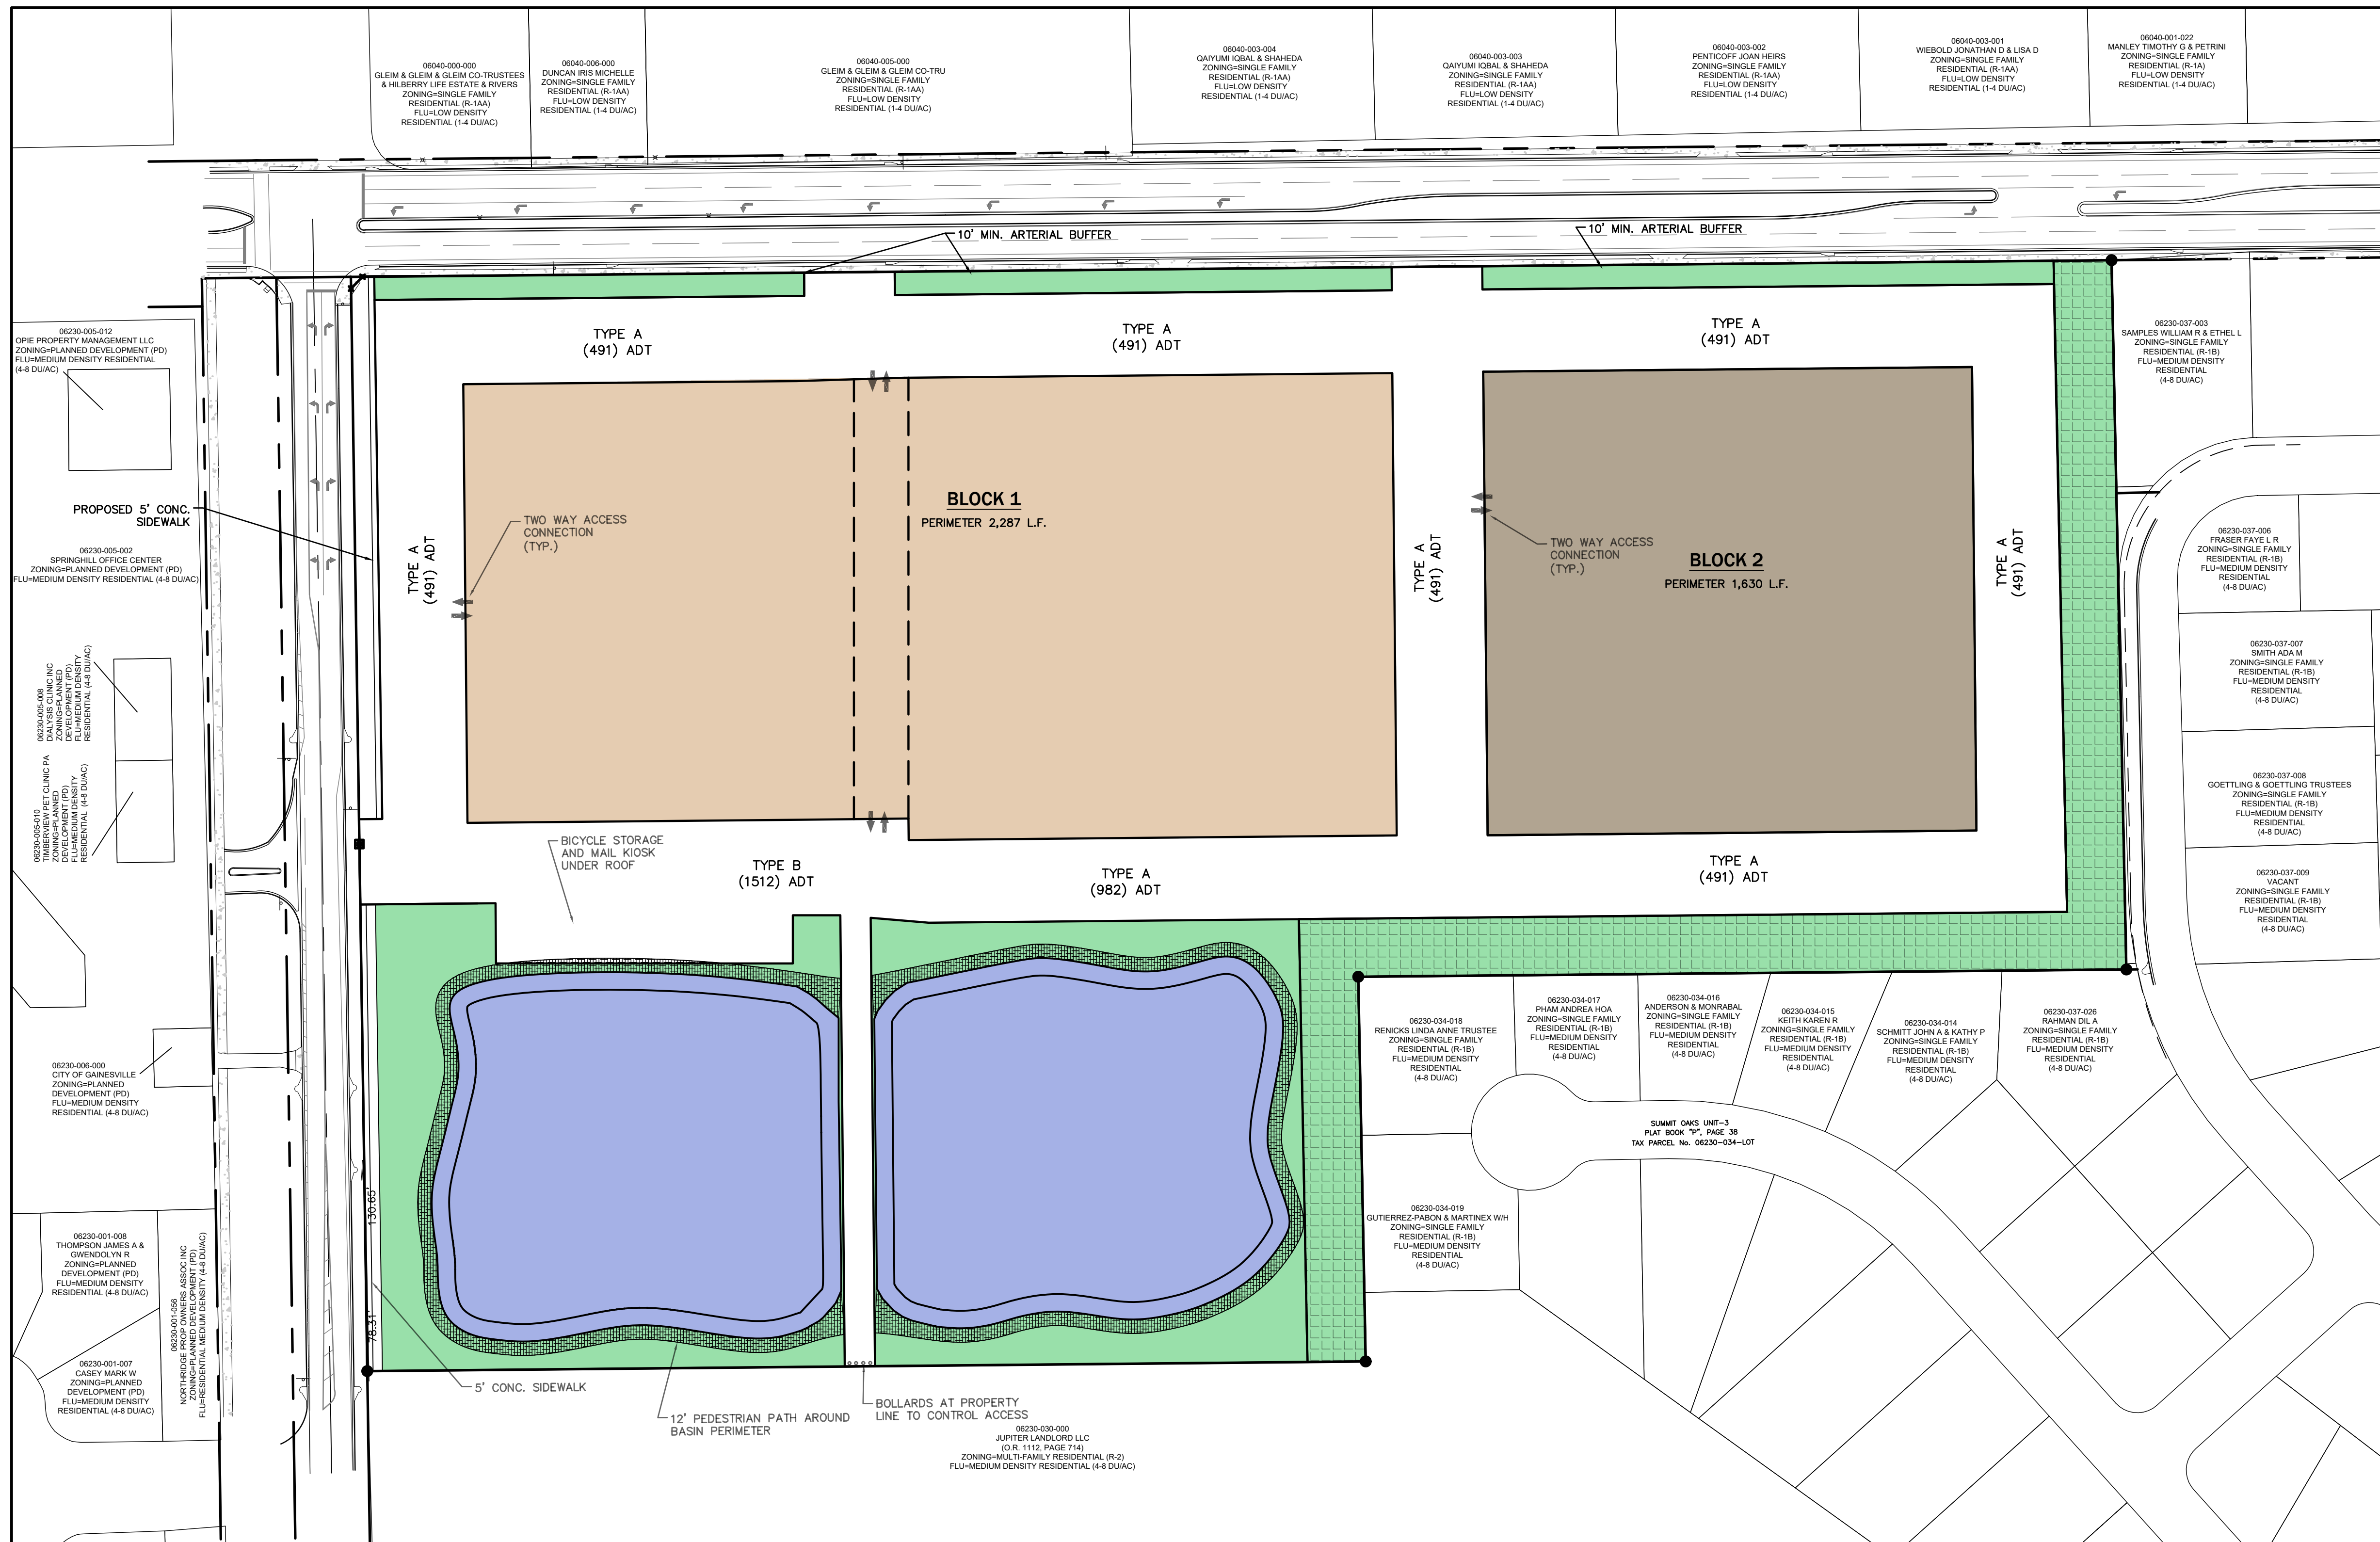 06040-000-000
GLEIM & GLEIM & GLEIM CO-TRUSTEES
& HILBERRY LIFE ESTATE & RIVERS
ZONING=SINGLE FAMILY
RESIDENTIAL (R-1AA)
FLU=LOW DENSITY
RESIDENTIAL (1-4 DU/AC)
06040-006-000
DUNCAN IRIS MICHELLE
ZONING=SINGLE FAMILY
RESIDENTIAL (R-1AA)
FLU=LOW DENSITY
RESIDENTIAL (1-4 DU/AC)
06040-005-000
GLEIM & GLEIM & GLEIM CO-TRU
ZONING=SINGLE FAMILY
RESIDENTIAL (R-1AA)
FLU=LOW DENSITY
RESIDENTIAL (1-4 DU/AC)
06040-003-004
QAIYUMI IQBAL & SHAHEDA
ZONING=SINGLE FAMILY
RESIDENTIAL (R-1AA)
FLU=LOW DENSITY
RESIDENTIAL (1-4 DU/AC)
06040-003-003
QAIYUMI IQBAL & SHAHEDA
ZONING=SINGLE FAMILY
RESIDENTIAL (R-1AA)
FLU=LOW DENSITY
RESIDENTIAL (1-4 DU/AC)
06040-003-002
PENTICOFF JOAN HEIRS
ZONING=SINGLE FAMILY
RESIDENTIAL (R-1AA)
FLU=LOW DENSITY
RESIDENTIAL (1-4 DU/AC)
06040-003-001
WIEBOLD JONATHAN D & LISA D
ZONING=SINGLE FAMILY
RESIDENTIAL (R-1AA)
FLU=LOW DENSITY
RESIDENTIAL (1-4 DU/AC)
06040-001-022
MANLEY TIMOTHY G & PETRINI
ZONING=SINGLE FAMILY
RESIDENTIAL (R-1A)
FLU=LOW DENSITY
RESIDENTIAL (1-4 DU/AC)
10' MIN. ARTERIAL BUFFER
10' MIN. ARTERIAL BUFFER
06230-005-012
OPIE PROPERTY MANAGEMENT LLC
ZONING=PLANNED DEVELOPMENT (PD)
FLU=MEDIUM DENSITY RESIDENTIAL
(4-8 DU/AC)
TYPE A
(491) ADT
TYPE A
(491) ADT
TYPE A
(491) ADT
06230-037-003
SAMPLES WILLIAM R & ETHEL L
ZONING=SINGLE FAMILY
RESIDENTIAL (R-1B)
FLU=MEDIUM DENSITY
RESIDENTIAL
(4-8 DU/AC)
PROPOSED 5' CONC.
SIDEWALK
06230-005-002
SPRINGHILL OFFICE CENTER
ZONING=PLANNED DEVELOPMENT (PD)
FLU=MEDIUM DENSITY RESIDENTIAL (4-8 DU/AC)
TYPE A
(491) ADT
TWO WAY ACCESS
CONNECTION
(TYP.)
BLOCK 1
PERIMETER 2,287 L.F.
TYPE A
(491) ADT
TWO WAY ACCESS
CONNECTION
(TYP.)
BLOCK 2
PERIMETER 1,630 L.F.
TYPE A
(491) ADT
06230-037-006
FRASER FAYE L R
ZONING=SINGLE FAMILY
RESIDENTIAL (R-1B)
FLU=MEDIUM DENSITY
RESIDENTIAL
(4-8 DU/AC)
06230-037-007
SMITH ADA M
ZONING=SINGLE FAMILY
RESIDENTIAL (R-1B)
FLU=MEDIUM DENSITY
RESIDENTIAL
(4-8 DU/AC)
06230-005-008
DIALYSIS CLINIC INC
ZONING=PLANNED
DEVELOPMENT (PD)
FLU=MEDIUM DENSITY
RESIDENTIAL (4-8 DU/AC)
06230-005-010
TIMBERVIEW PET CLINIC PA
ZONING=PLANNED
DEVELOPMENT (PD)
FLU=MEDIUM DENSITY
RESIDENTIAL (4-8 DU/AC)
06230-037-008
GOETTLING & GOETTLING TRUSTEES
ZONING=SINGLE FAMILY
RESIDENTIAL (R-1B)
FLU=MEDIUM DENSITY
RESIDENTIAL
(4-8 DU/AC)
BICYCLE STORAGE
AND MAIL KIOSK
UNDER ROOF
TYPE B
(1512) ADT
TYPE A
(982) ADT
TYPE A
(491) ADT
06230-037-009
VACANT
ZONING=SINGLE FAMILY
RESIDENTIAL (R-1B)
FLU=MEDIUM DENSITY
RESIDENTIAL
(4-8 DU/AC)
06230-034-018
RENICKS LINDA ANNE TRUSTEE
ZONING=SINGLE FAMILY
RESIDENTIAL (R-1B)
FLU=MEDIUM DENSITY
RESIDENTIAL
(4-8 DU/AC)
06230-034-017
PHAM ANDREA HOA
ZONING=SINGLE FAMILY
RESIDENTIAL (R-1B)
FLU=MEDIUM DENSITY
RESIDENTIAL
(4-8 DU/AC)
06230-034-016
ANDERSON & MONRABAL
ZONING=SINGLE FAMILY
RESIDENTIAL (R-1B)
FLU=MEDIUM DENSITY
RESIDENTIAL
(4-8 DU/AC)
06230-034-015
KEITH KAREN R
ZONING=SINGLE FAMILY
RESIDENTIAL (R-1B)
FLU=MEDIUM DENSITY
RESIDENTIAL
(4-8 DU/AC)
06230-034-014
SCHMITT JOHN A & KATHY P
ZONING=SINGLE FAMILY
RESIDENTIAL (R-1B)
FLU=MEDIUM DENSITY
RESIDENTIAL
(4-8 DU/AC)
06230-037-026
RAHMAN DIL A
ZONING=SINGLE FAMILY
RESIDENTIAL (R-1B)
FLU=MEDIUM DENSITY
RESIDENTIAL
(4-8 DU/AC)
06230-006-000
CITY OF GAINESVILLE
ZONING=PLANNED
DEVELOPMENT (PD)
FLU=MEDIUM DENSITY
RESIDENTIAL (4-8 DU/AC)
SUMMIT OAKS UNIT-3
PLAT BOOK "P", PAGE 38
TAX PARCEL No. 06230-034-LOT
130.65'
78.31'
06230-034-019
GUTIERREZ-PABON & MARTINEX W/H
ZONING=SINGLE FAMILY
RESIDENTIAL (R-1B)
FLU=MEDIUM DENSITY
RESIDENTIAL
(4-8 DU/AC)
06230-001-008
THOMPSON JAMES A &
GWENDOLYN R
ZONING=PLANNED
DEVELOPMENT (PD)
FLU=MEDIUM DENSITY
RESIDENTIAL (4-8 DU/AC)
06230-001-056
NORTHRIDGE PROP OWNERS ASSOC INC
ZONING=PLANNED DEVELOPMENT (PD)
FLU=RESIDENTIAL MEDIUM DENSITY (4-8 DU/AC)
06230-001-007
CASEY MARK W
ZONING=PLANNED
DEVELOPMENT (PD)
FLU=MEDIUM DENSITY
RESIDENTIAL (4-8 DU/AC)
5' CONC. SIDEWALK
12' PEDESTRIAN PATH AROUND
BASIN PERIMETER
BOLLARDS AT PROPERTY
LINE TO CONTROL ACCESS
06230-030-000
JUPITER LANDLORD LLC
(O.R. 1112, PAGE 714)
ZONING=MULTI-FAMILY RESIDENTIAL (R-2)
FLU=MEDIUM DENSITY RESIDENTIAL (4-8 DU/AC)